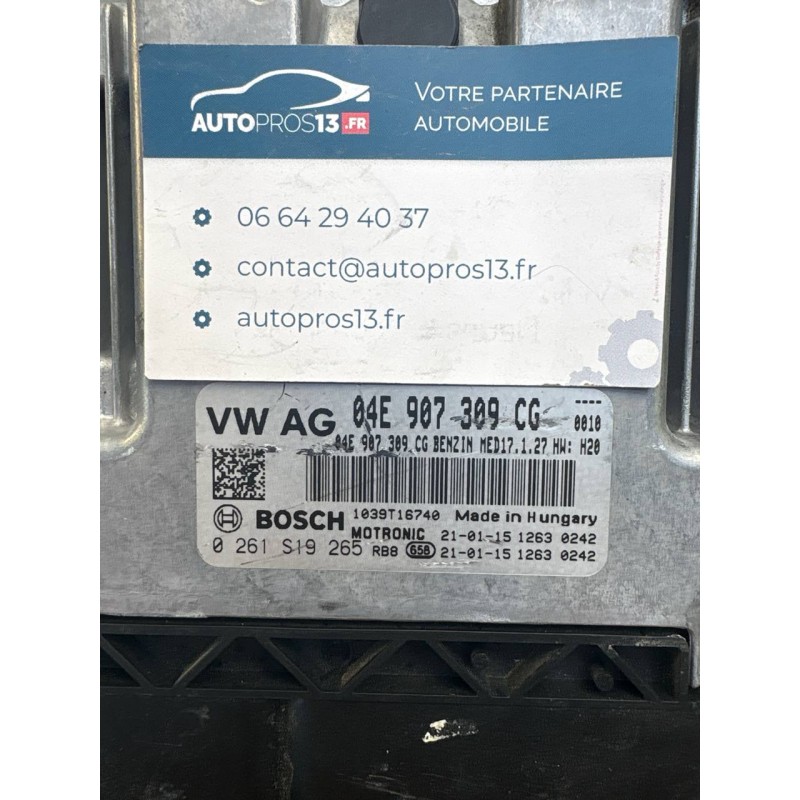 AUTOPROS13.FR
VOTRE PARTENAIRE
AUTOMOBILE
06 64 29 40 37
contact@autopros13.fr
autopros13.fr
VW AG 04E 907 309 CG ----
0010
04E 907 309 CG BENZIN MED17.1.27 HW: H20
1039T16740 Made in Hungary
BOSCH MOTRONIC 21-01-15 1263 0242
0 261 S19 265 RB8 658 21-01-15 1263 0242